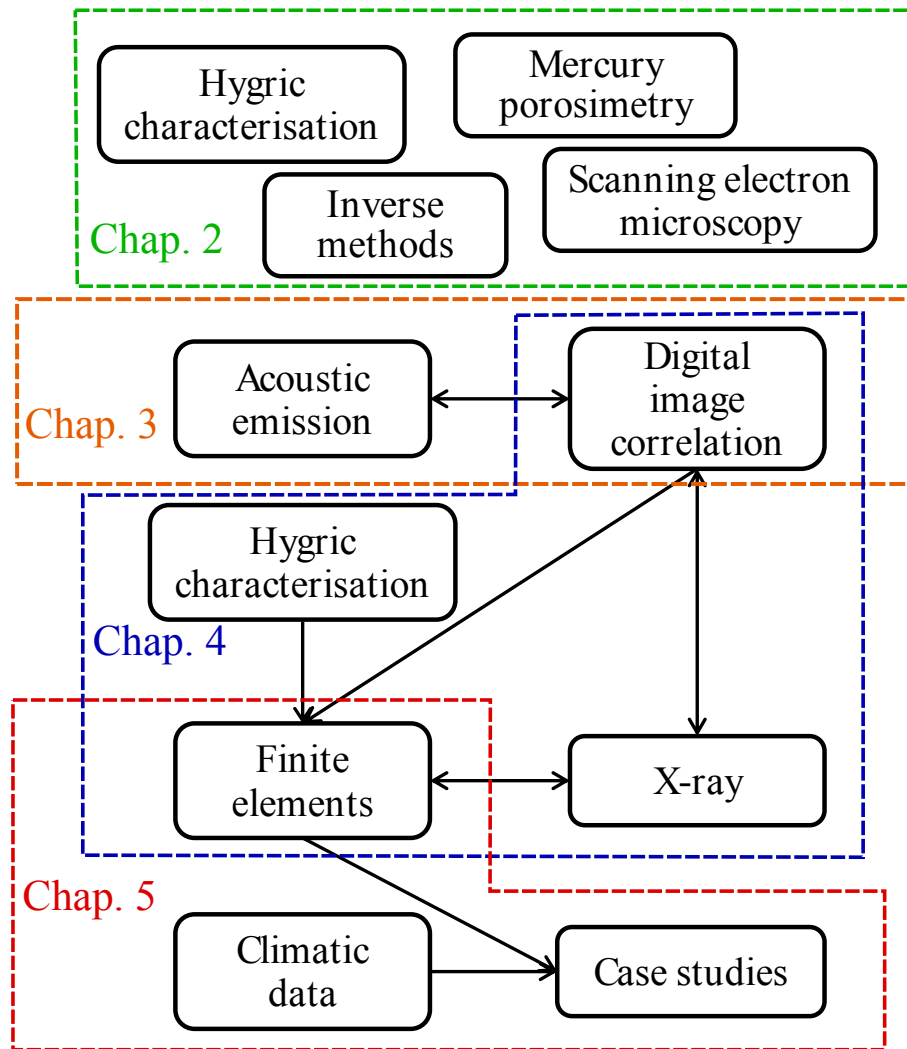 Hygric
characterisation
Mercury
porosimetry
Inverse
methods
Scanning electron
microscopy
Chap. 2
Acoustic
emission
Digital
image
correlation
Chap. 3
Hygric
characterisation
Chap. 4
Finite
elements
X-ray
Chap. 5
Climatic
data
Case studies